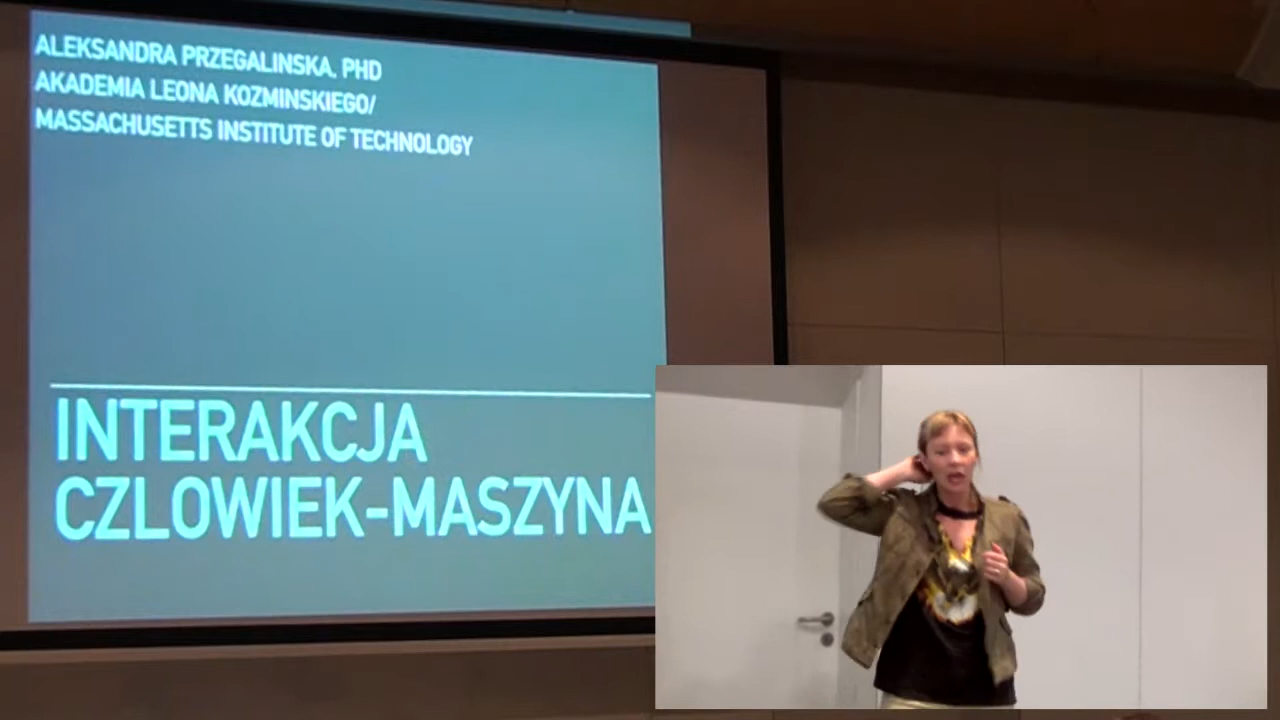 ALEKSANDRA PRZEGALINSKA, PHD
AKADEMIA LEONA KOZMINSKIEGO/
MASSACHUSETTS INSTITUTE OF TECHNOLOGY
INTERAKCJA
CZLOWIEK-MASZYNA